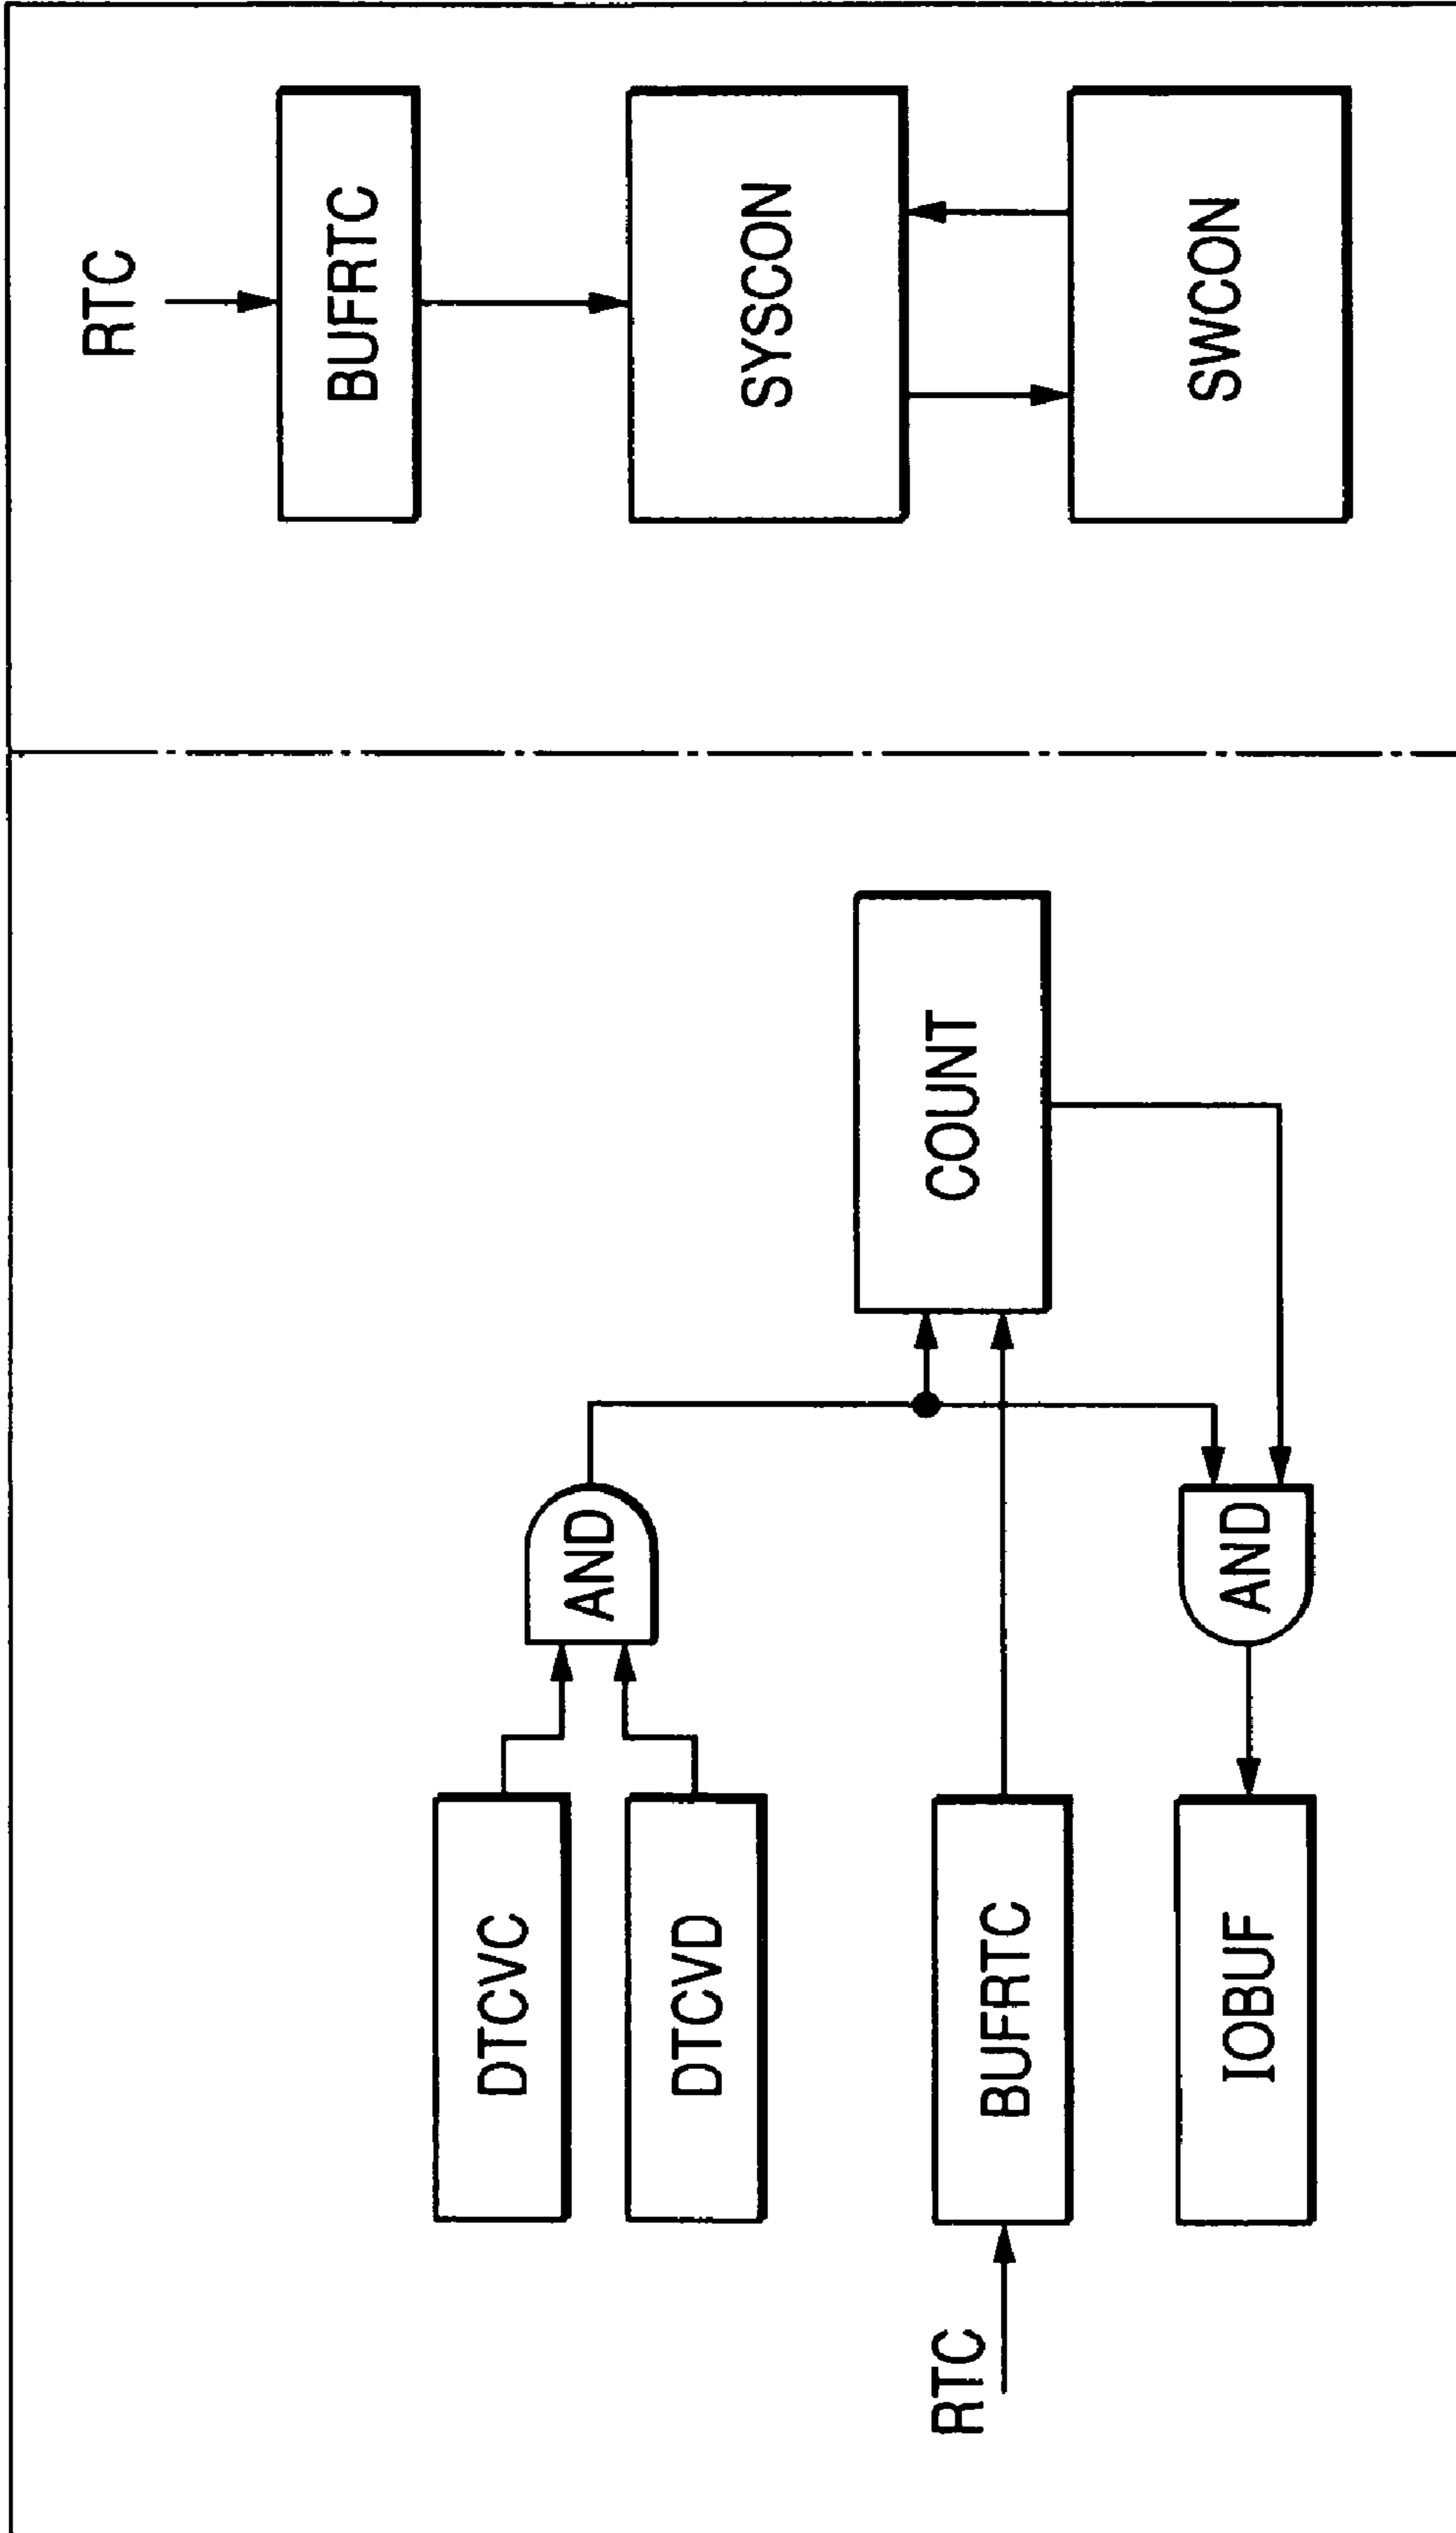 DTCVC
AND
DTCVD
COUNT
RTC
BUFRTC
IOBUF
AND
RTC
BUFRTC
SYSCON
SWCON